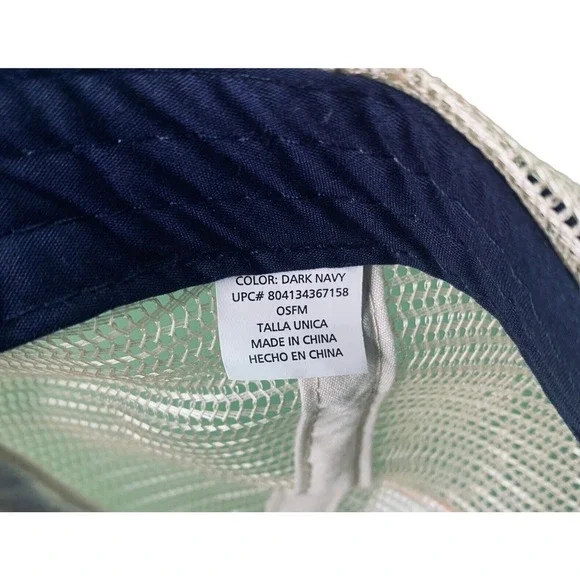 COLOR: DARK NAVY
UPC# 804134367158
OSFM
TALLA UNICA
MADE IN CHINA
HECHO EN CHINA